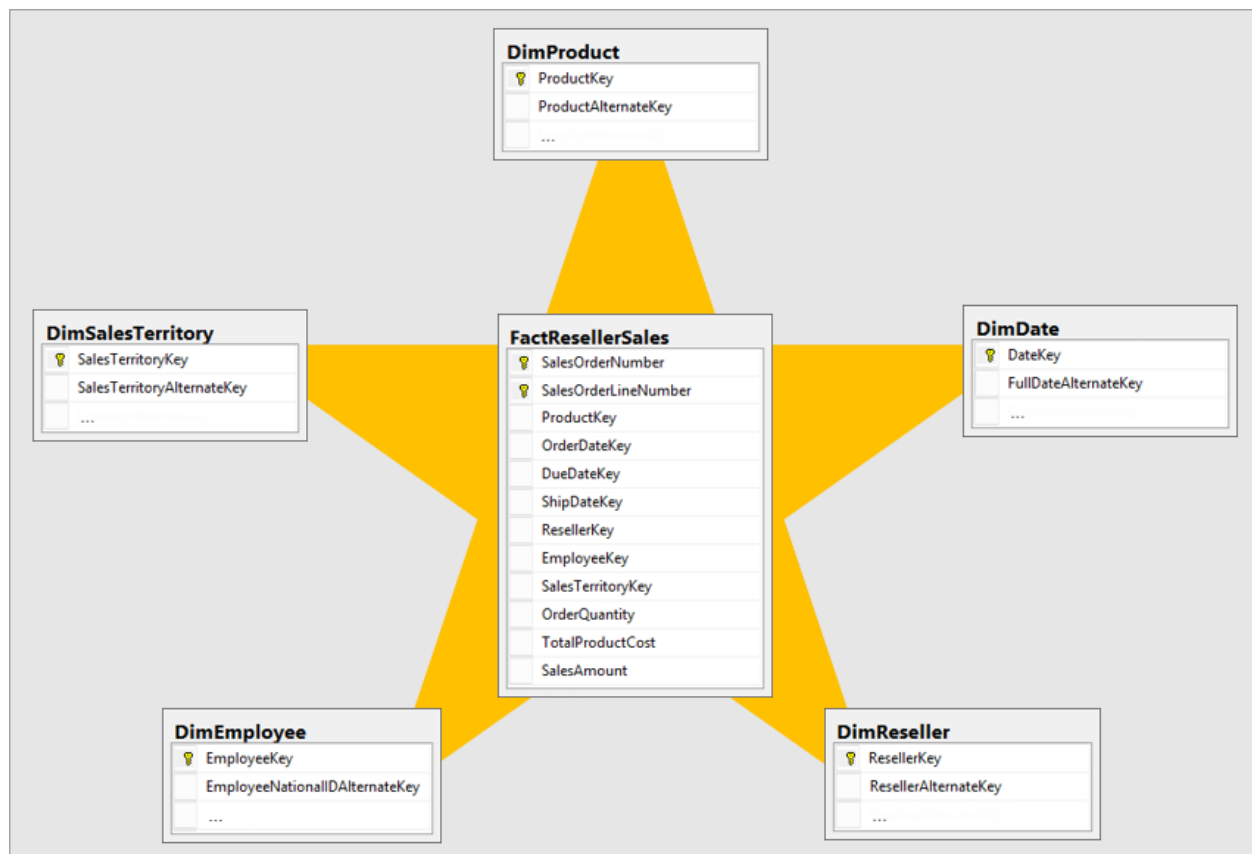 DimProduct
ProductKey
ProductAlternateKey
...
DimSalesTerritory
SalesTerritoryKey
SalesTerritoryAlternateKey
...
FactResellerSales
SalesOrderNumber
SalesOrderLineNumber
ProductKey
OrderDateKey
DueDateKey
ShipDateKey
ResellerKey
EmployeeKey
SalesTerritoryKey
OrderQuantity
TotalProductCost
SalesAmount
DimDate
DateKey
FullDateAlternateKey
...
DimEmployee
EmployeeKey
EmployeeNationalIDAlternateKey
...
DimReseller
ResellerKey
ResellerAlternateKey
...